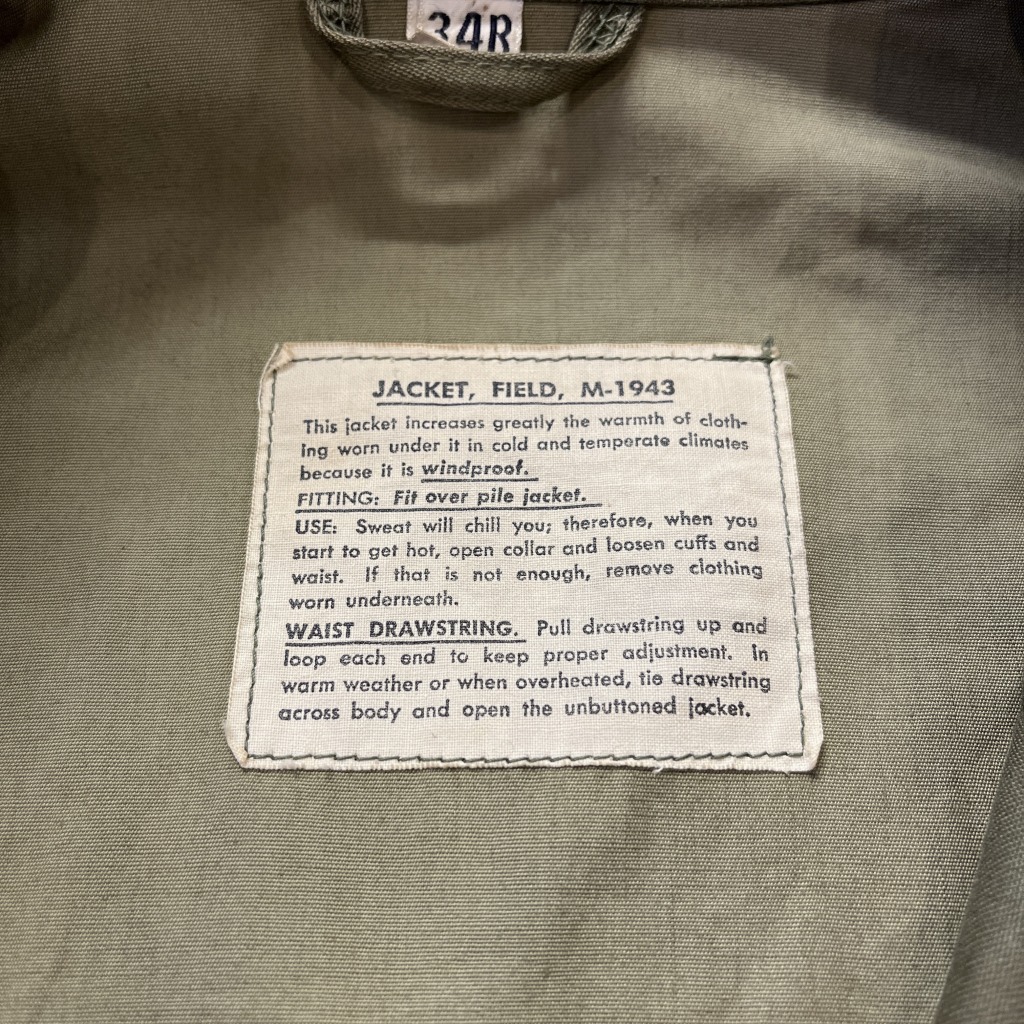 34R
JACKET, FIELD, M-1943
This jacket increases greatly the warmth of cloth-
ing worn under it in cold and temperate climates
because it is windproof.
FITTING: Fit over pile jacket.
USE: Sweat will chill you; therefore, when you
start to get hot, open collar and loosen cuffs and
waist. If that is not enough, remove clothing
worn underneath.
WAIST DRAWSTRING. Pull drawstring up and
loop each end to keep proper adjustment. In
warm weather or when overheated, tie drawstring
across body and open the unbuttoned jacket.